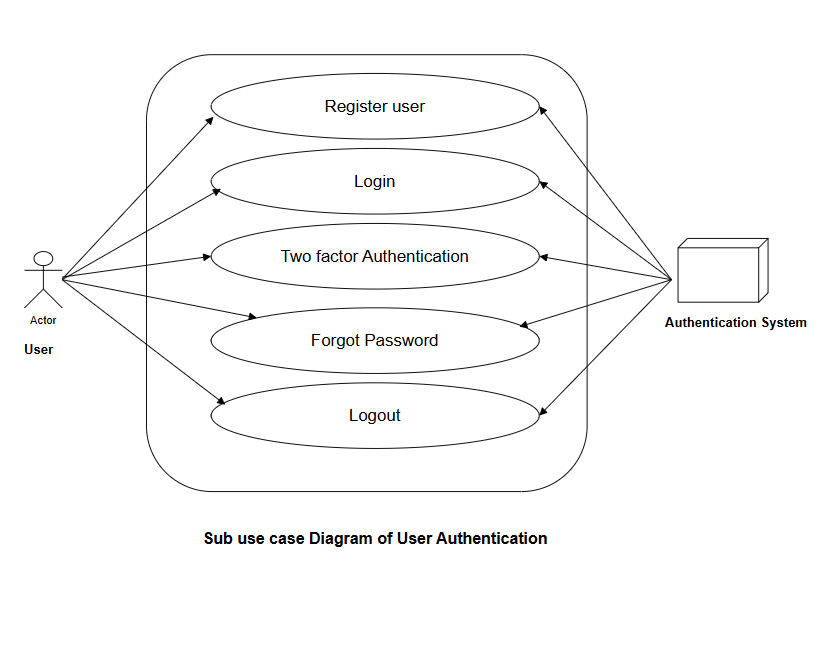 Register user
Login
Two factor Authentication
Forgot Password
Logout
Actor
User
Authentication System
Sub use case Diagram of User Authentication